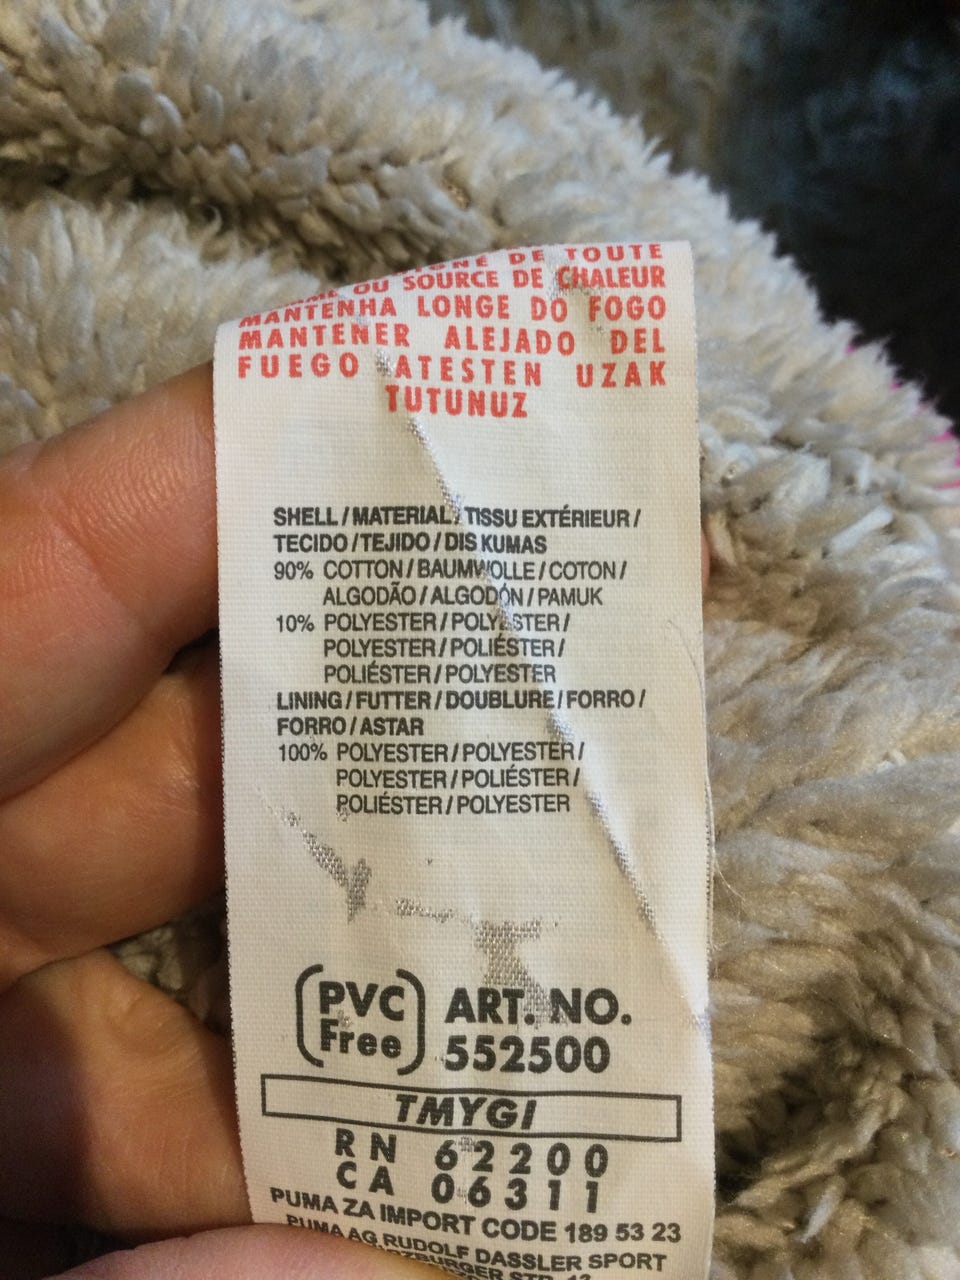 DE TOUTE
OU SOURCE DE CHALEUR
MANTENHA LONGE DO FOGO
MANTENER ALEJADO DEL
FUEGO ATESTEN UZAK
TUTUNUZ
SHELL / MATERIAL / TISSU EXTÉRIEUR /
TECIDO / TEJIDO / DIS KUMAS
90% COTTON / BAUMWOLLE / COTON /
ALGODÃO / ALGODÓN / PAMUK
10% POLYESTER / POLYESTER /
POLYESTER / POLIÉSTER /
POLIÉSTER / POLYESTER
LINING / FUTTER / DOUBLURE / FORRO /
FORRO / ASTAR
100% POLYESTER / POLYESTER /
POLYESTER / POLIÉSTER /
POLIÉSTER / POLYESTER
(PVC Free) ART. NO.
552500
TMYGI
RN 62200
CA 06311
PUMA ZA IMPORT CODE 189 53 23
PUMA AG RUDOLF DASSLER SPORT